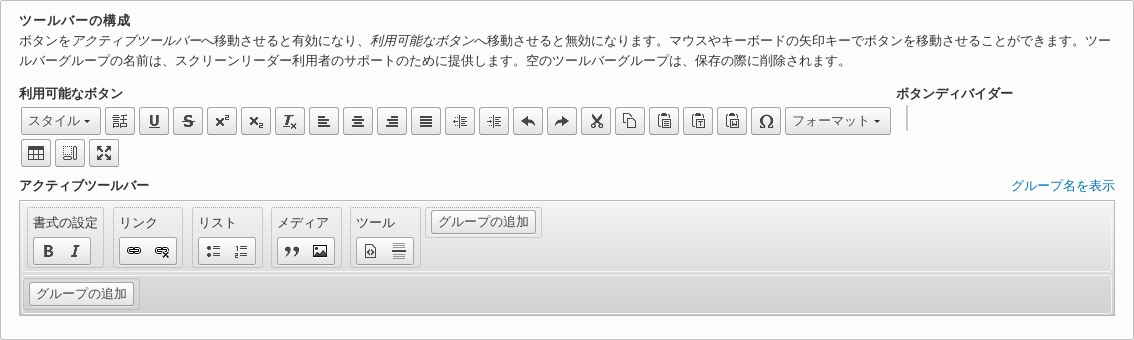 ツールバーの構成
ボタンをアクティブツールバーへ移動させると有効になり、利用可能なボタンへ移動させると無効になります。マウスやキーボードの矢印キーでボタンを移動させることができます。ツー
ルバーグループの名前は、スクリーンリーダー利用者のサポートのために提供します。空のツールバーグループは、保存の際に削除されます。
利用可能なボタン ボタンディバイダー
スタイル フォーマット
アクティブツールバー グループ名を表示
書式の設定 リンク リスト メディア ツール グループの追加
グループの追加